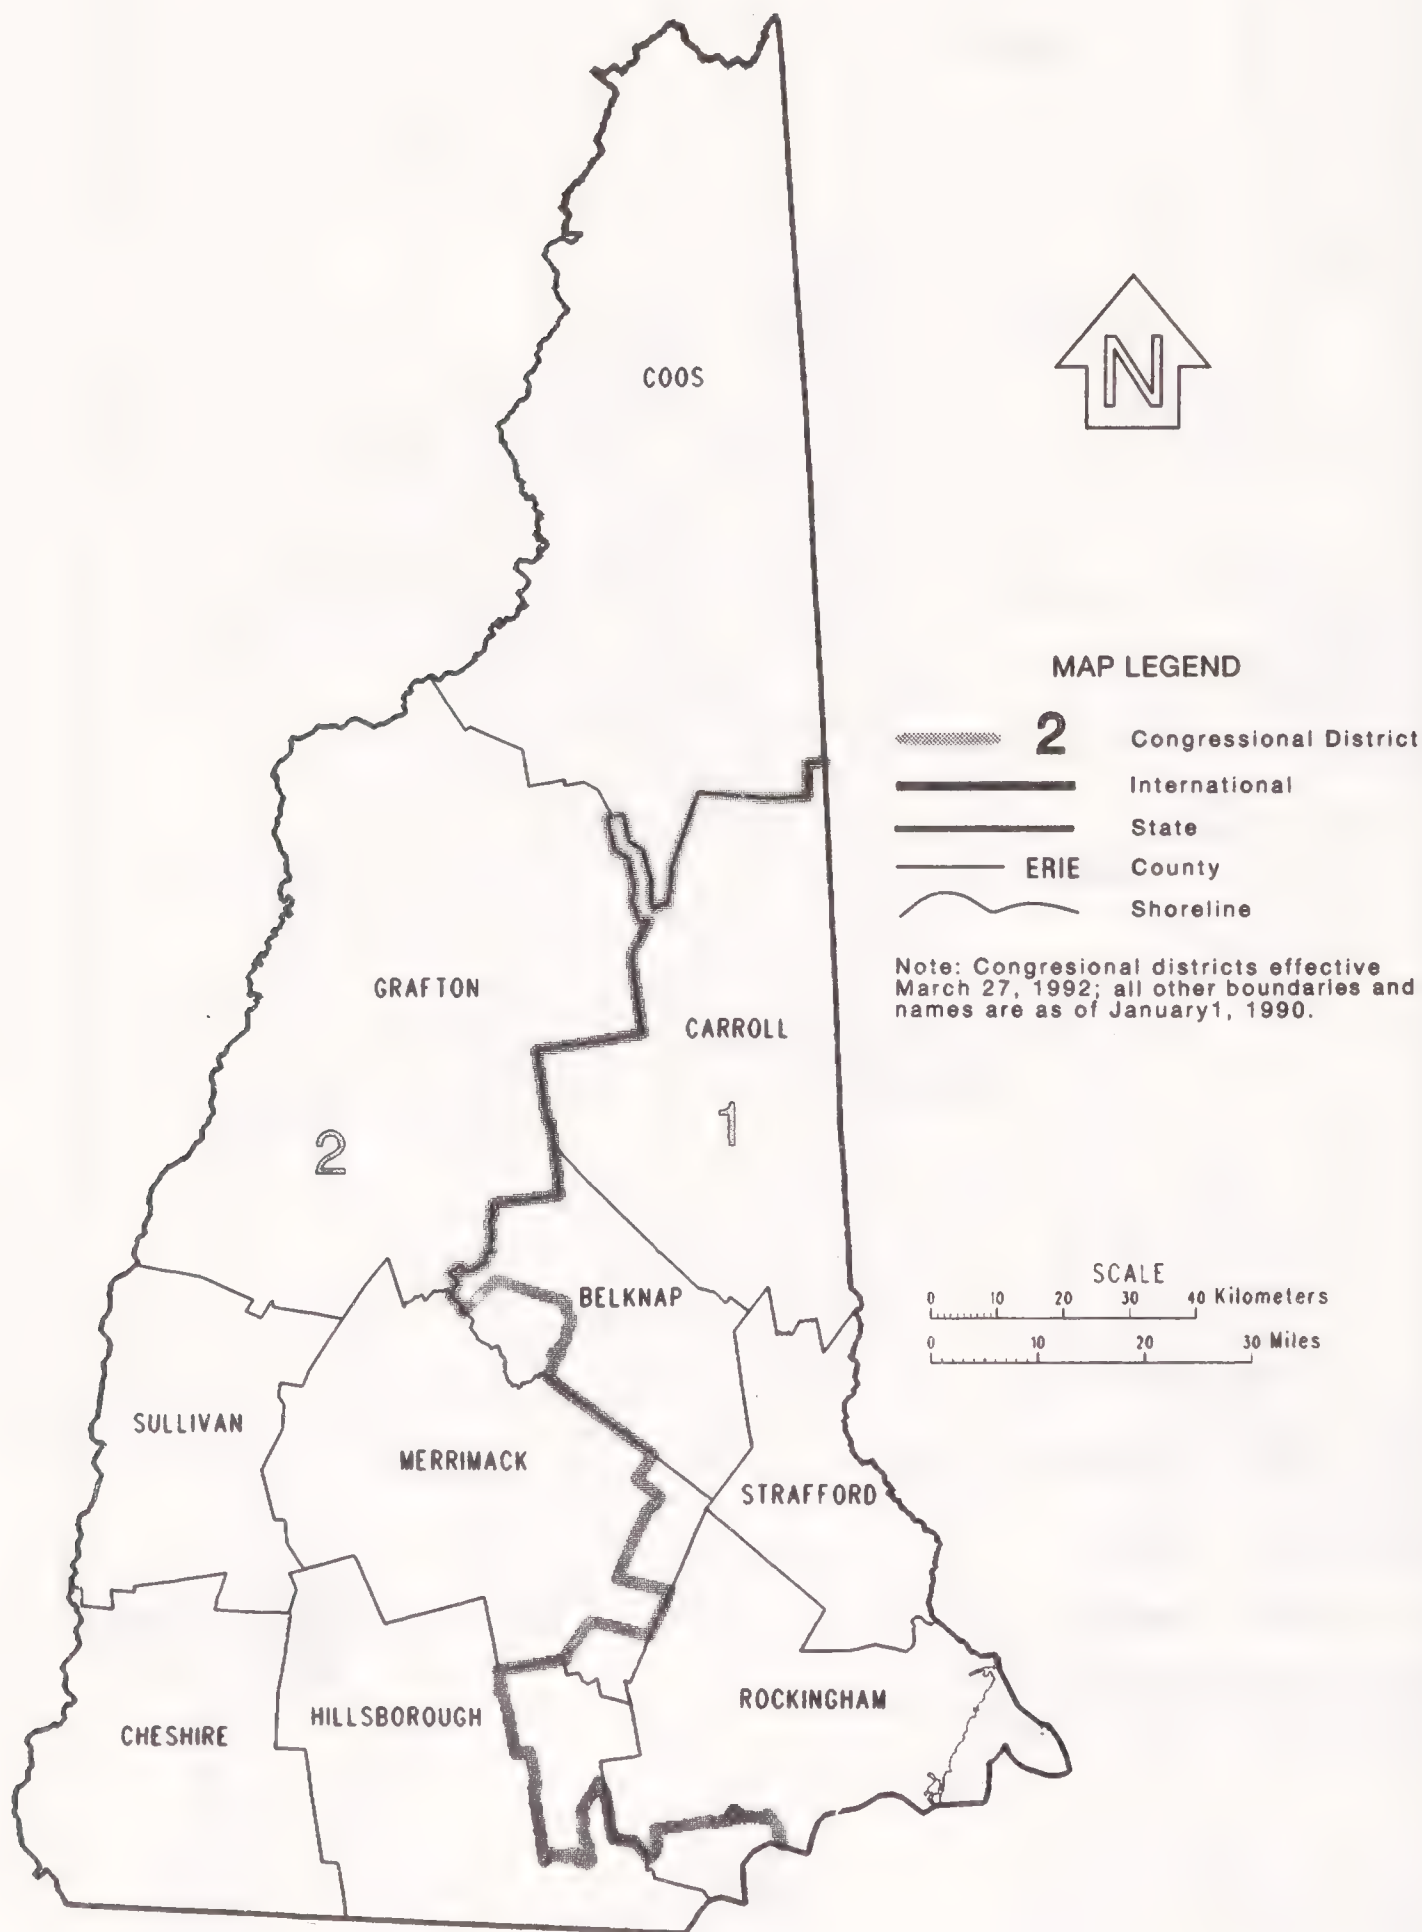 COOS
N
MAP LEGEND
2 Congressional District
International
State
ERIE County
Shoreline
Note: Congresional districts effective
March 27, 1992; all other boundaries and
names are as of January1, 1990.
GRAFTON
CARROLL
1
2
BELKNAP
SCALE
0 10 20 30 40 Kilometers
0 10 20 30 Miles
SULLIVAN
MERRIMACK
STRAFFORD
CHESHIRE
HILLSBOROUGH
ROCKINGHAM